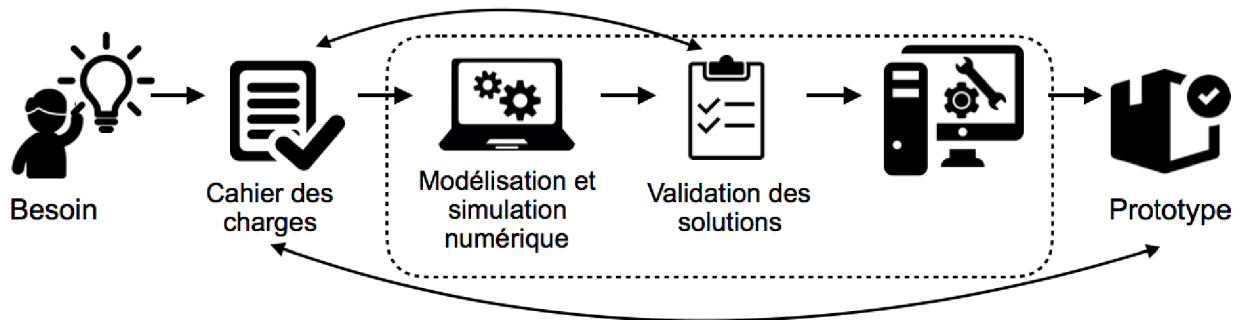 Besoin
Cahier des
charges
Modélisation et
simulation
numérique
Validation des
solutions
Prototype